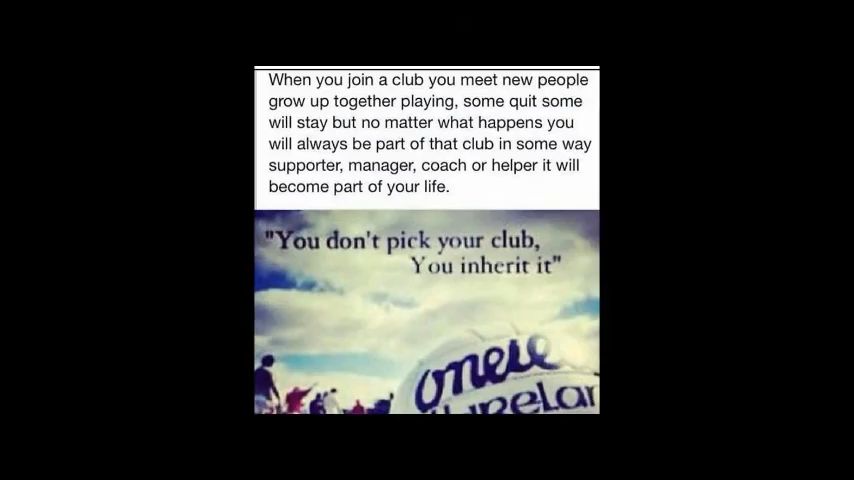 When you join a club you meet new people
grow up together playing, some quit some
will stay but no matter what happens you
will always be part of that club in some way
supporter, manager, coach or helper it will
become part of your life.
"You don't pick your club,
You inherit it"